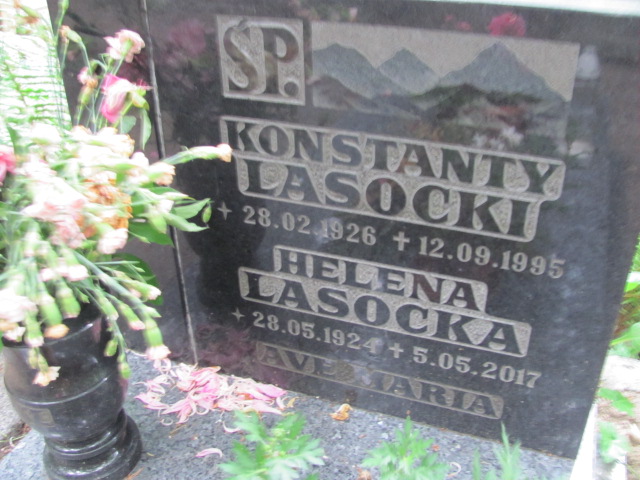 ŚP.
KONSTANTY
LASOCKI
✦ 28.02.1926 ✝ 12.09.1995
HELENA
LASOCKA
✦ 28.05.1924 ✝ 5.05.2017
AVE MARIA